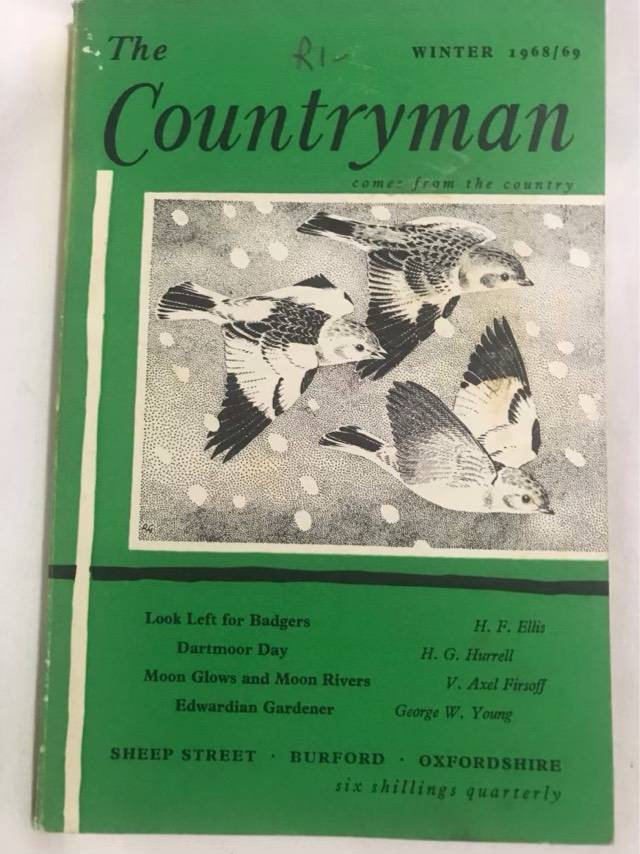 The
R1-
WINTER 1968/69
Countryman
comes from the country
Look Left for Badgers H. F. Ellis
Dartmoor Day H. G. Hurrell
Moon Glows and Moon Rivers V. Axel Firsoff
Edwardian Gardener George W. Young
SHEEP STREET · BURFORD · OXFORDSHIRE
six shillings quarterly